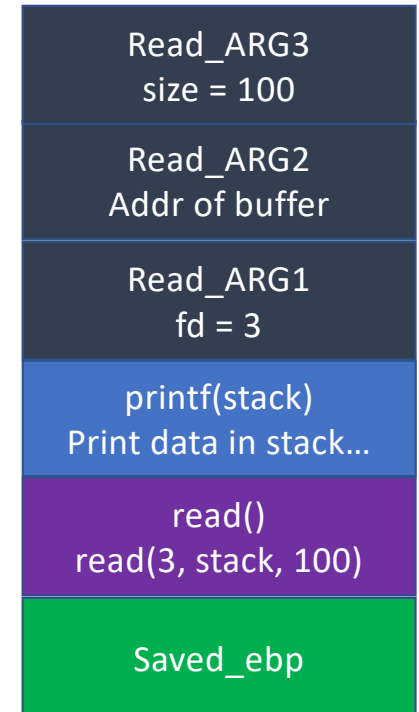 Read_ARG3
size = 100
Read_ARG2
Addr of buffer
Read_ARG1
fd = 3
printf(stack)
Print data in stack…
read()
read(3, stack, 100)
Saved_ebp